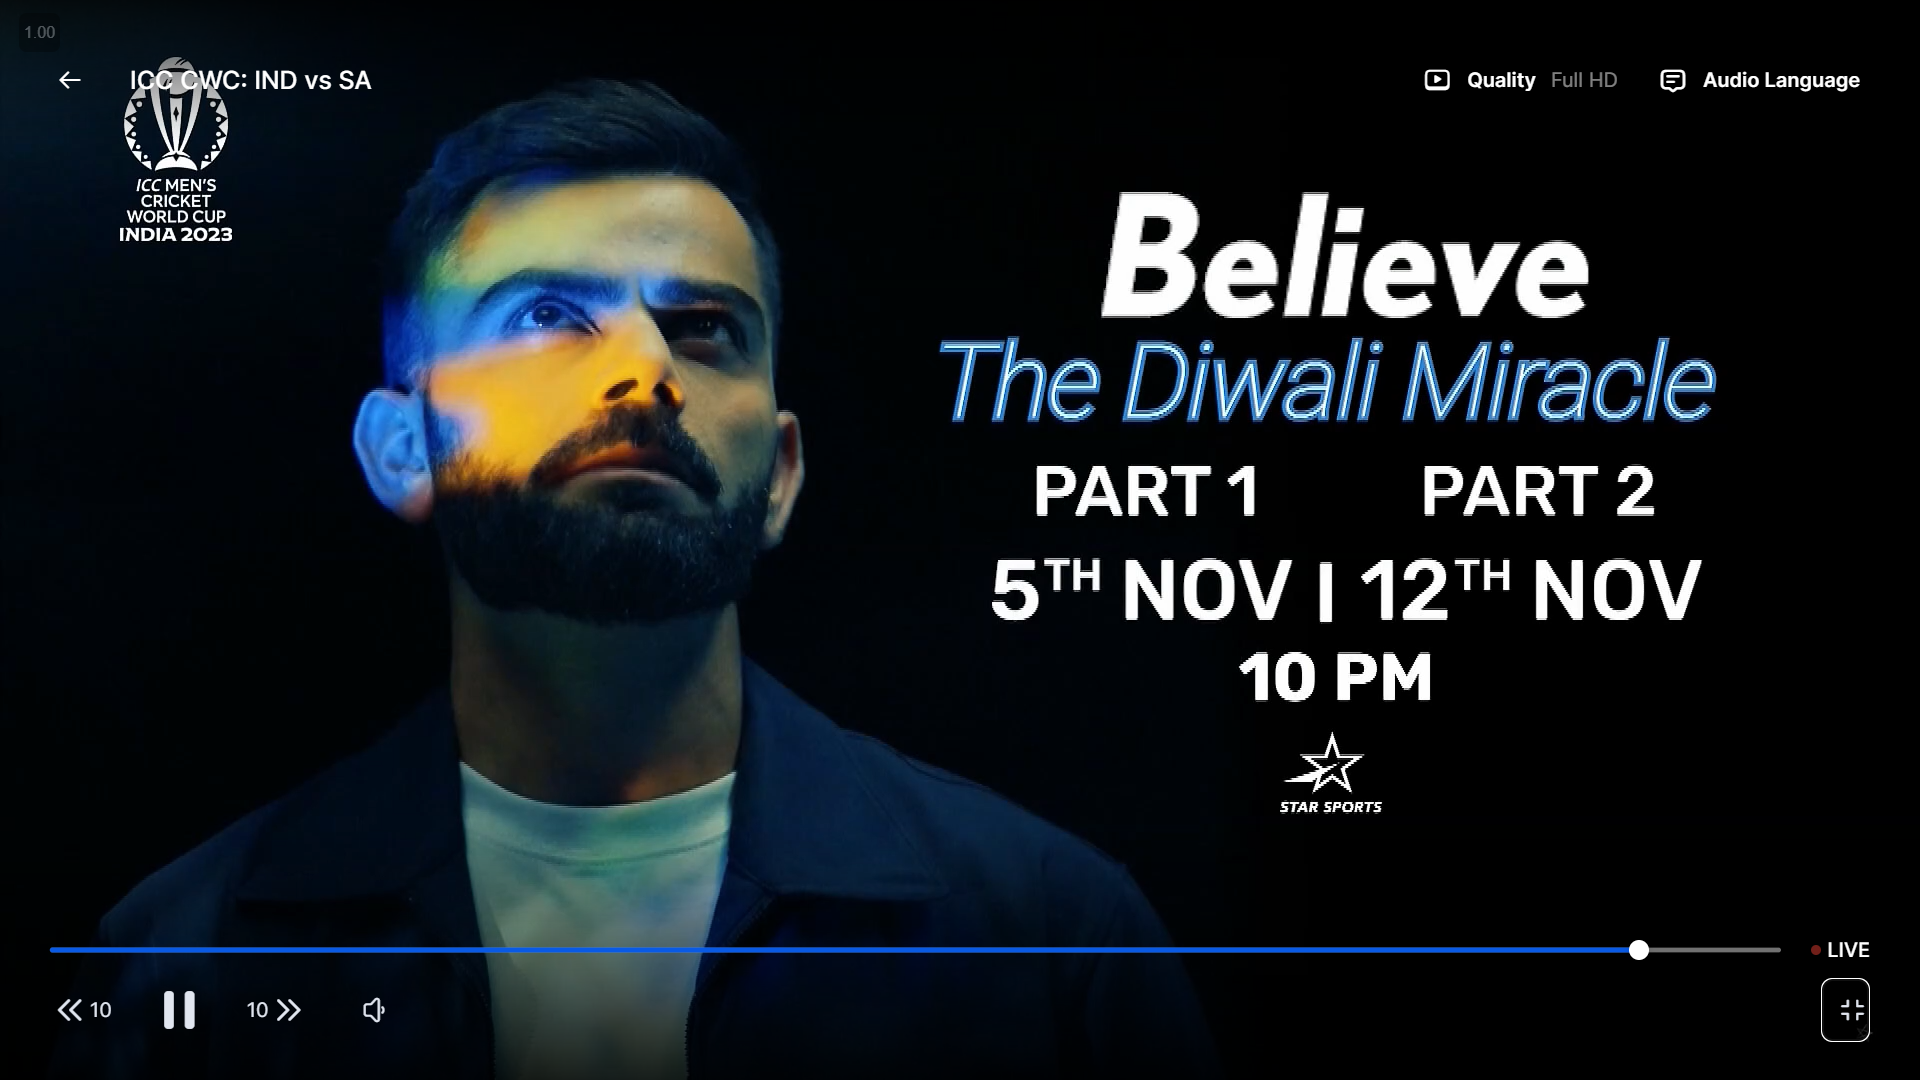 1.00
ICC CWC: IND vs SA
Quality Full HD
Audio Language
ICC MEN'S
CRICKET
WORLD CUP
INDIA 2023
Believe
The Diwali Miracle
PART 1 PART 2
5TH NOV | 12TH NOV
10 PM
STAR SPORTS
LIVE
10
10